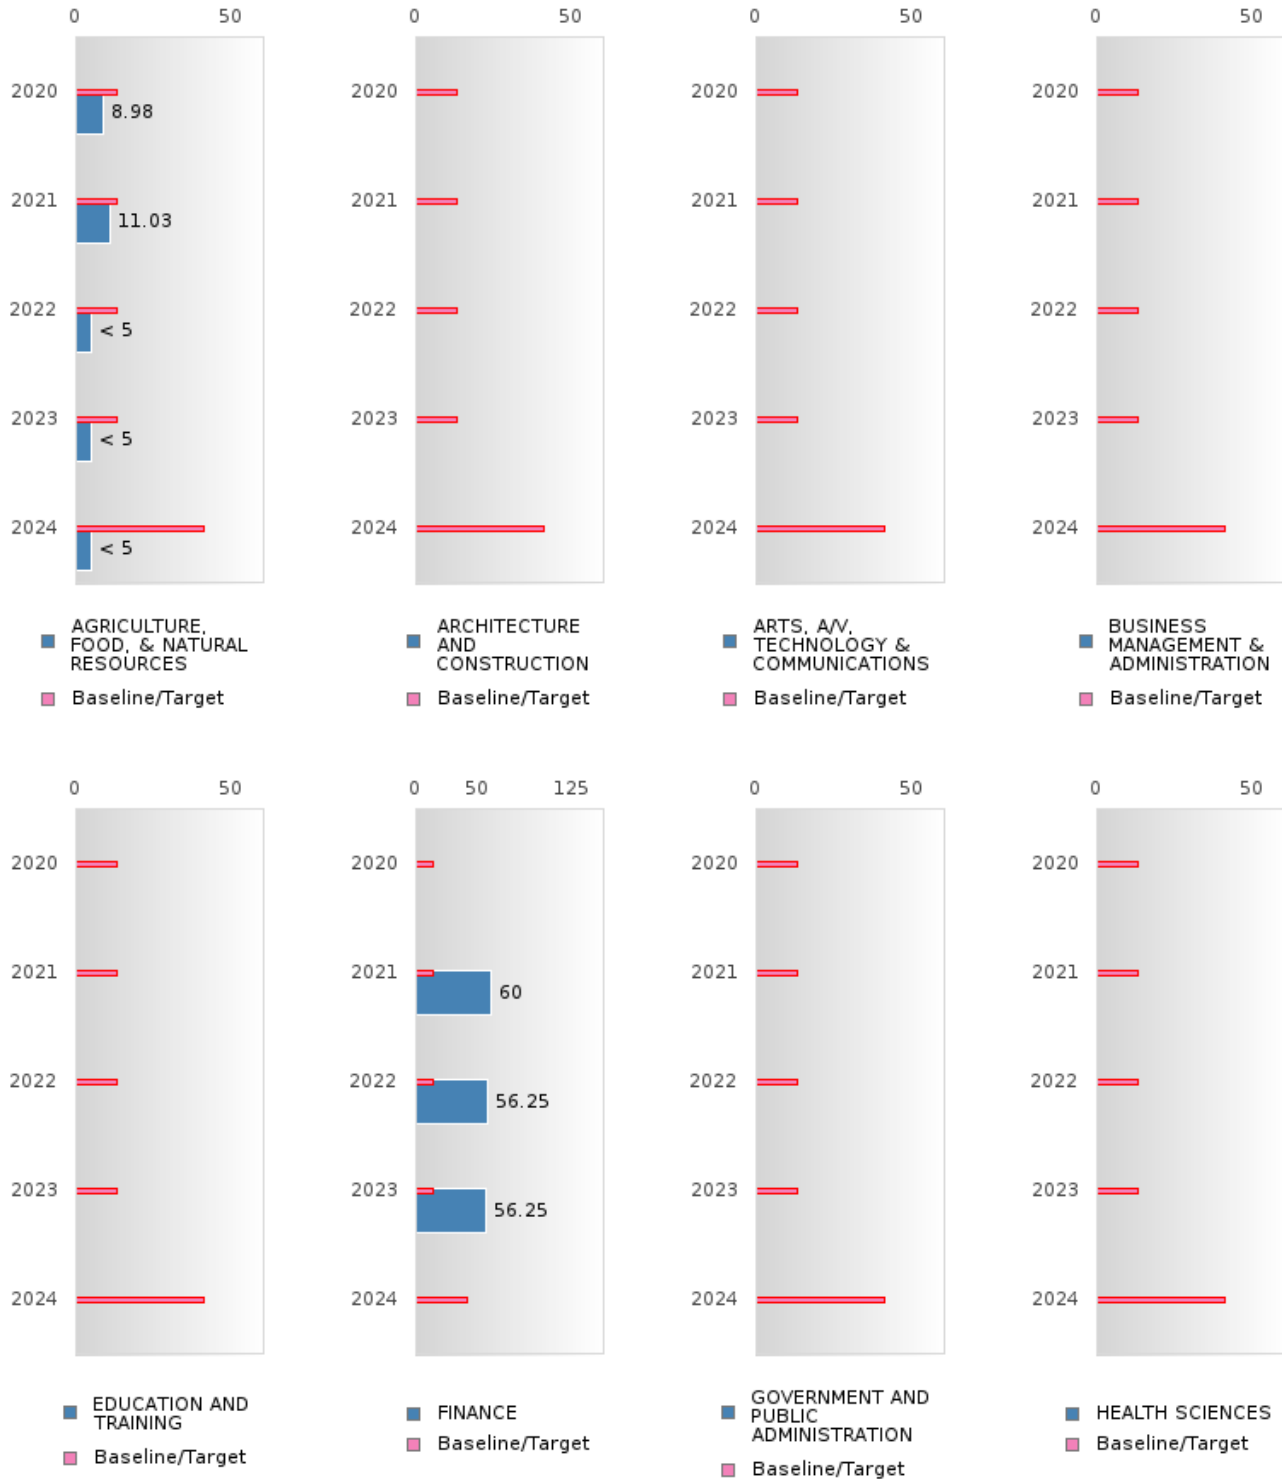 0 50
2020
8.98
2021
11.03
2022
< 5
2023
< 5
2024
< 5
AGRICULTURE,
FOOD, & NATURAL
RESOURCES
Baseline/Target
0 50
2020
2021
2022
2023
2024
ARCHITECTURE
AND
CONSTRUCTION
Baseline/Target
0 50
2020
2021
2022
2023
2024
ARTS, A/V,
TECHNOLOGY &
COMMUNICATIONS
Baseline/Target
0 50
2020
2021
2022
2023
2024
BUSINESS
MANAGEMENT &
ADMINISTRATION
Baseline/Target
0 50
2020
2021
2022
2023
2024
EDUCATION AND
TRAINING
Baseline/Target
0 50 125
2020
2021
60
2022
56.25
2023
56.25
2024
FINANCE
Baseline/Target
0 50
2020
2021
2022
2023
2024
GOVERNMENT AND
PUBLIC
ADMINISTRATION
Baseline/Target
0 50
2020
2021
2022
2023
2024
HEALTH SCIENCES
Baseline/Target